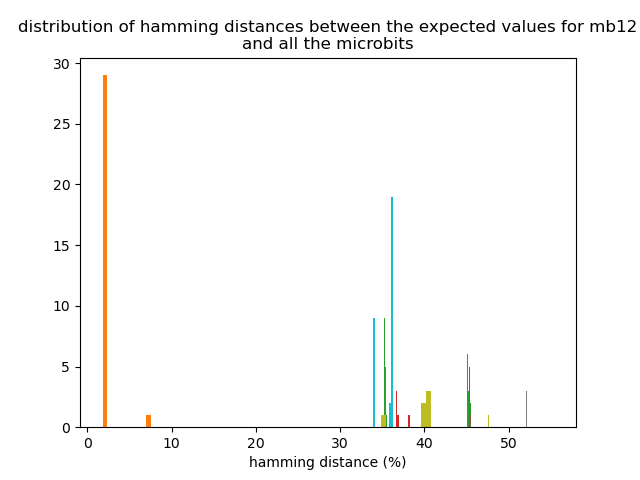 distribution of hamming distances between the expected values for mb12
and all the microbits
30
25
20
15
10
5
0
0 10 20 30 40 50
hamming distance (%)